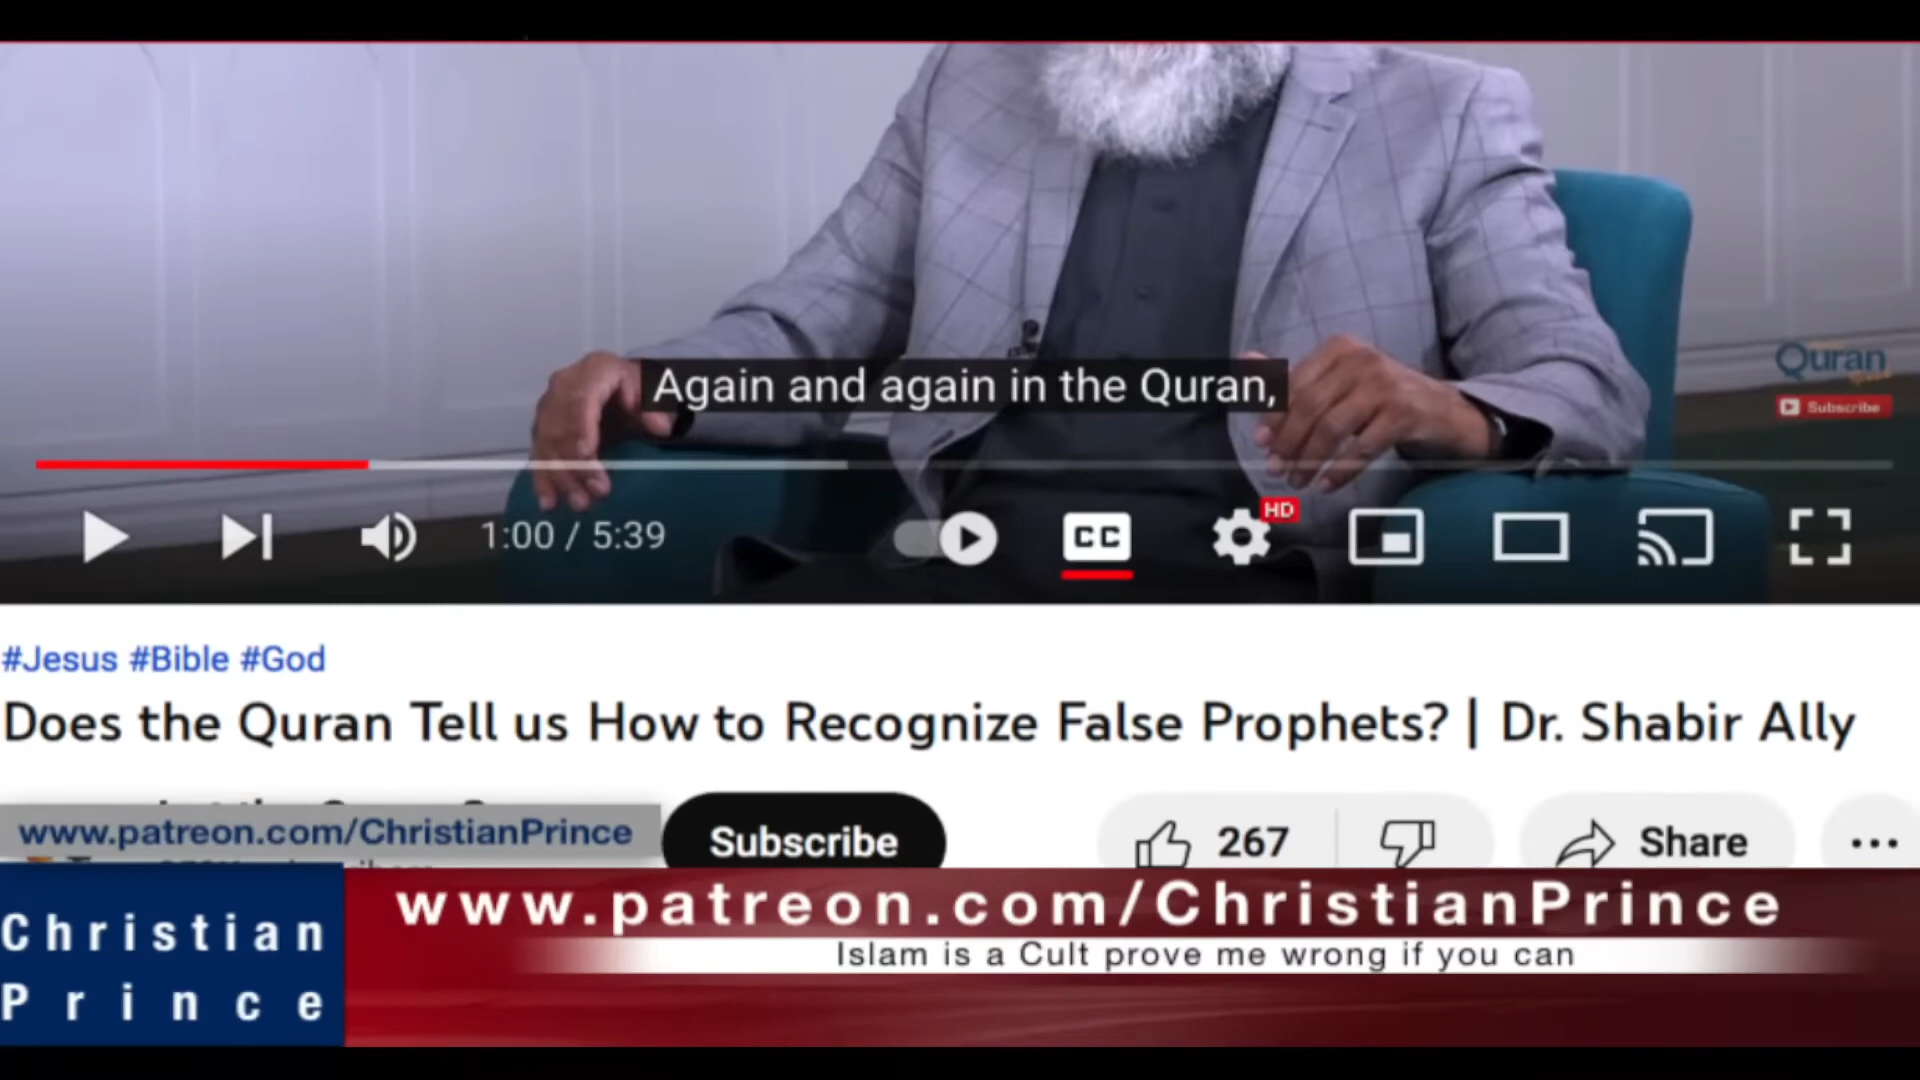 Again and again in the Quran,
Quran
Subscribe
1:00 / 5:39
CC
HD
#Jesus #Bible #God
Does the Quran Tell us How to Recognize False Prophets? | Dr. Shabir Ally
www.patreon.com/ChristianPrince
Subscribe
267
Share
Christian
Prince
www.patreon.com/ChristianPrince
Islam is a Cult prove me wrong if you can